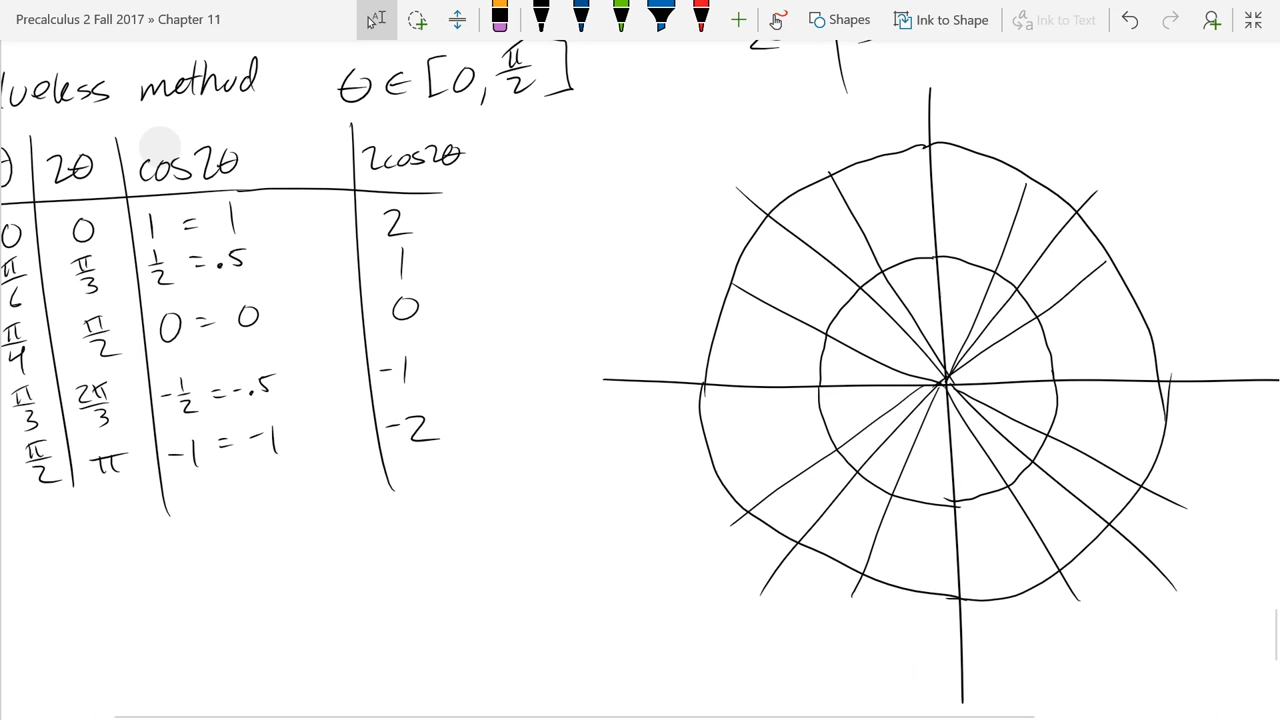 Precalculus 2 Fall 2017 » Chapter 11
Shapes
Ink to Shape
Ink to Text
method θ ∈ [0, π/2]
2θ cos2θ 2cos2θ
0 0 1 = 1 2
π/6 π/3 1/2 = .5 1
π/4 π/2 0 = 0 0
π/3 2π/3 -1/2 = -.5 -1
π/2 π -1 = -1 -2